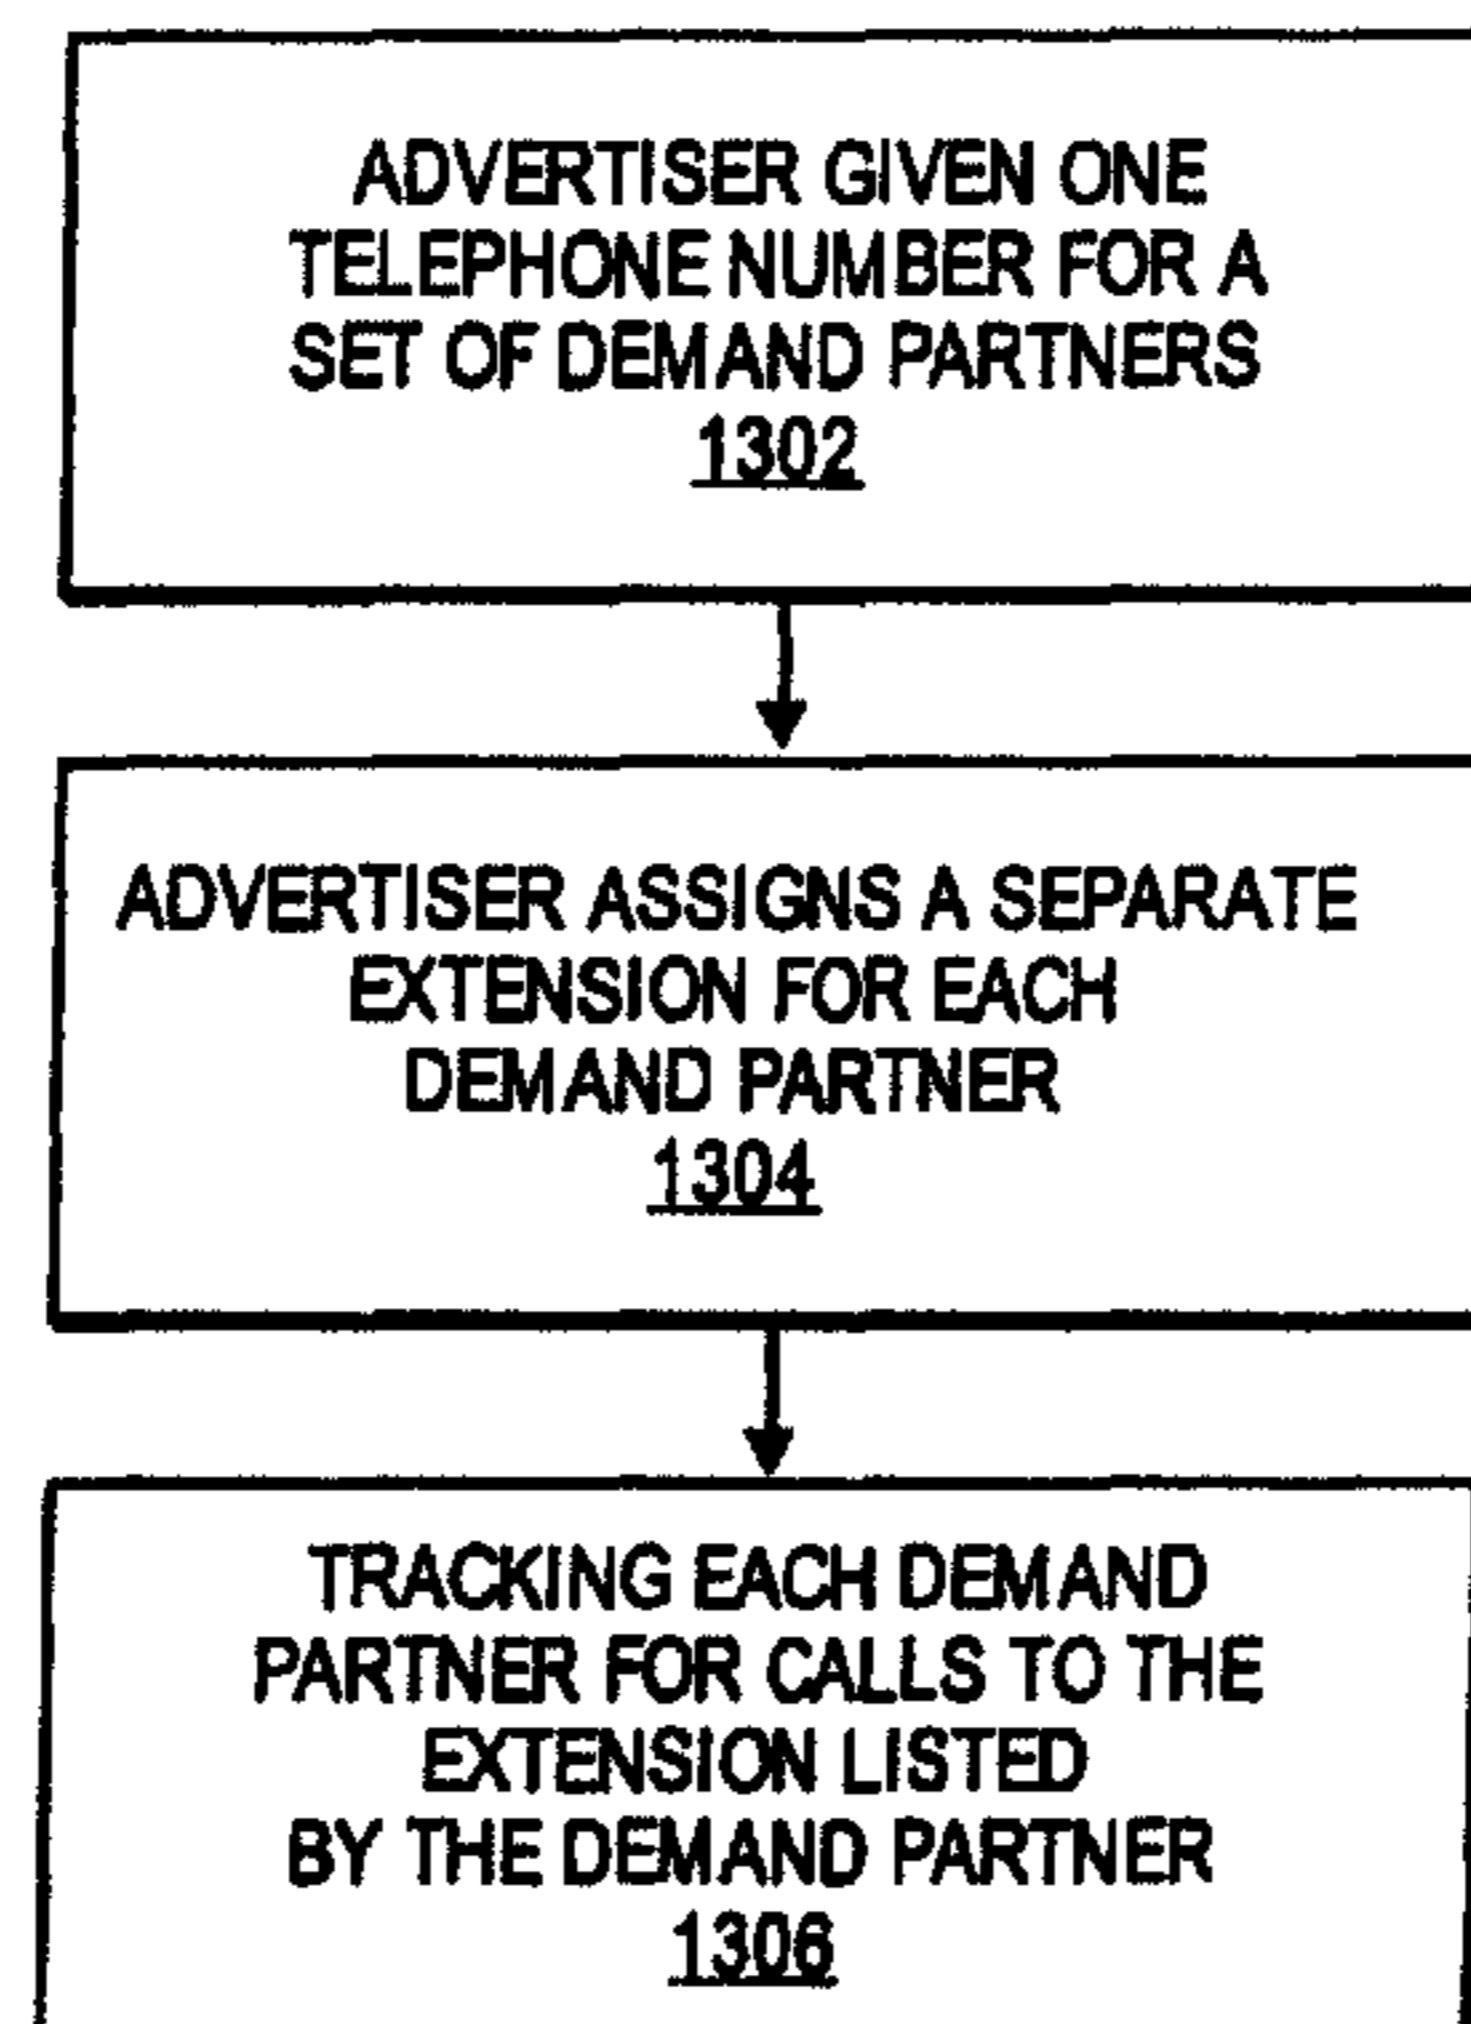 ADVERTISER GIVEN ONE
TELEPHONE NUMBER FOR A
SET OF DEMAND PARTNERS
1302
ADVERTISER ASSIGNS A SEPARATE
EXTENSION FOR EACH
DEMAND PARTNER
1304
TRACKING EACH DEMAND
PARTNER FOR CALLS TO THE
EXTENSION LISTED
BY THE DEMAND PARTNER
1306